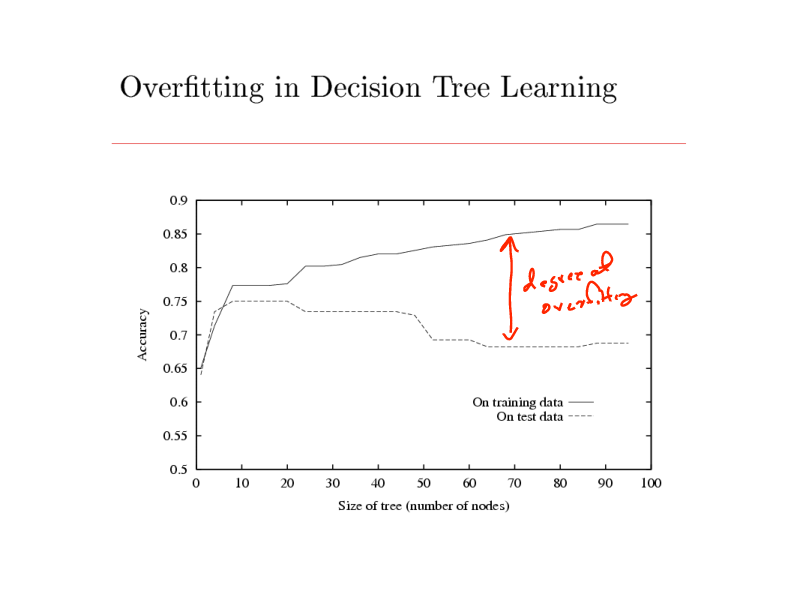 Overfitting in Decision Tree Learning
0.9
0.85
0.8
0.75
0.7
0.65
0.6
0.55
0.5
Accuracy
degree of
overfitting
On training data
On test data
0 10 20 30 40 50 60 70 80 90 100
Size of tree (number of nodes)